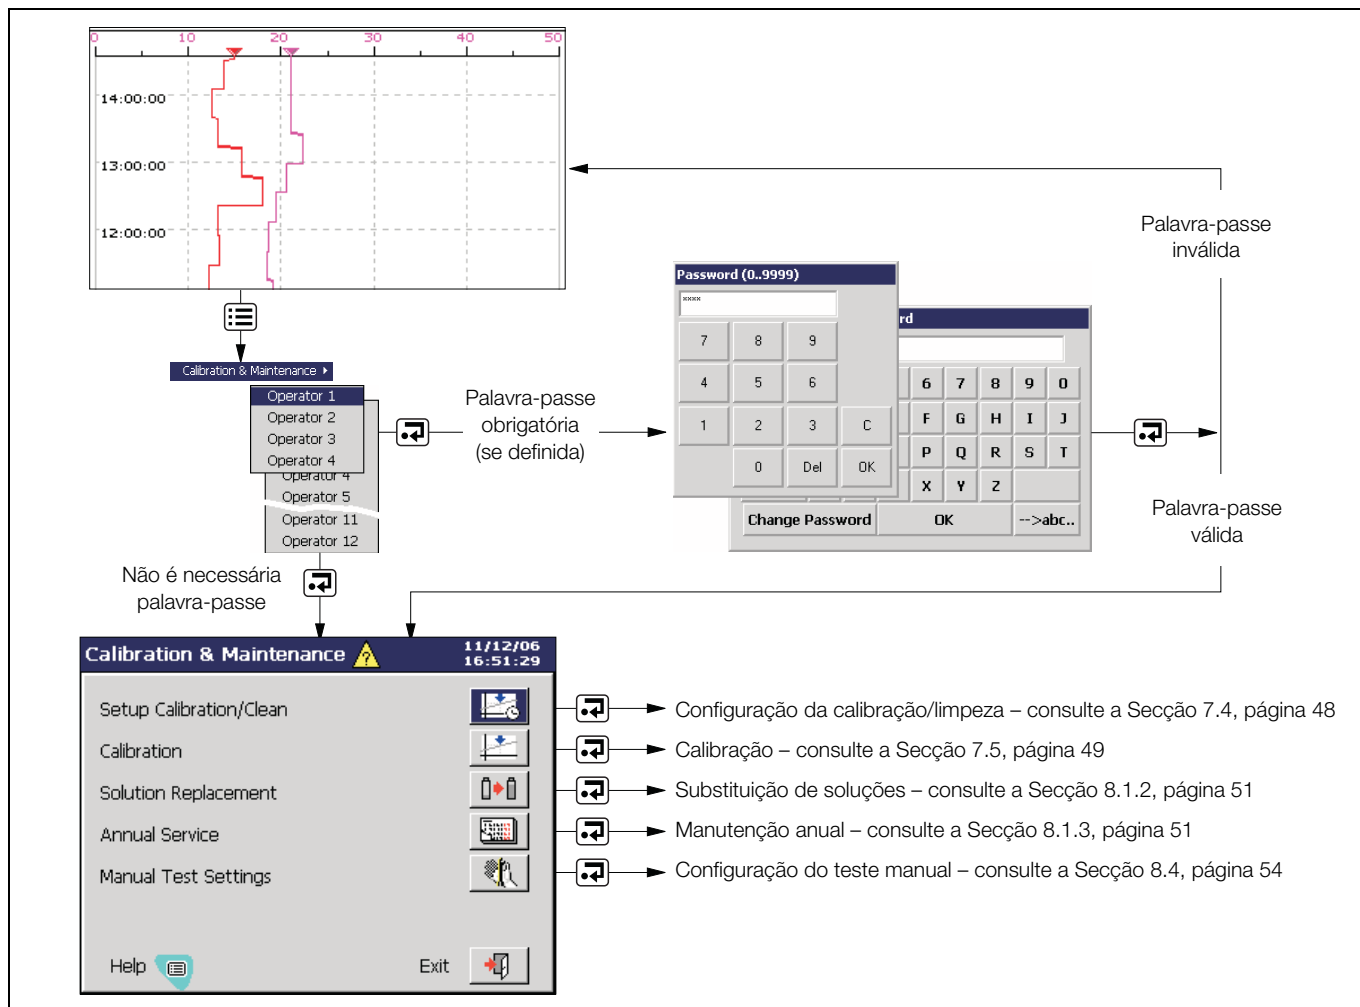 0 10 20 30 40 50
14:00:00
13:00:00
12:00:00
Calibration & Maintenance
Operator 1
Operator 2
Operator 3
Operator 4
Operator 4
Operator 5
Operator 11
Operator 12
Palavra-passe
obrigatória
(se definida)
Password (0..9999)
****
7 8 9
4 5 6
1 2 3 C
0 Del OK
rd
6 7 8 9 0
F G H I J
P Q R S T
X Y Z
Change Password OK -->abc..
Palavra-passe
inválida
Palavra-passe
válida
Não é necessária
palavra-passe
Calibration & Maintenance ?
11/12/06
16:51:29
Setup Calibration/Clean
Calibration
Solution Replacement
Annual Service
Manual Test Settings
Help
Exit
Configuração da calibração/limpeza – consulte a Secção 7.4, página 48
Calibração – consulte a Secção 7.5, página 49
Substituição de soluções – consulte a Secção 8.1.2, página 51
Manutenção anual – consulte a Secção 8.1.3, página 51
Configuração do teste manual – consulte a Secção 8.4, página 54